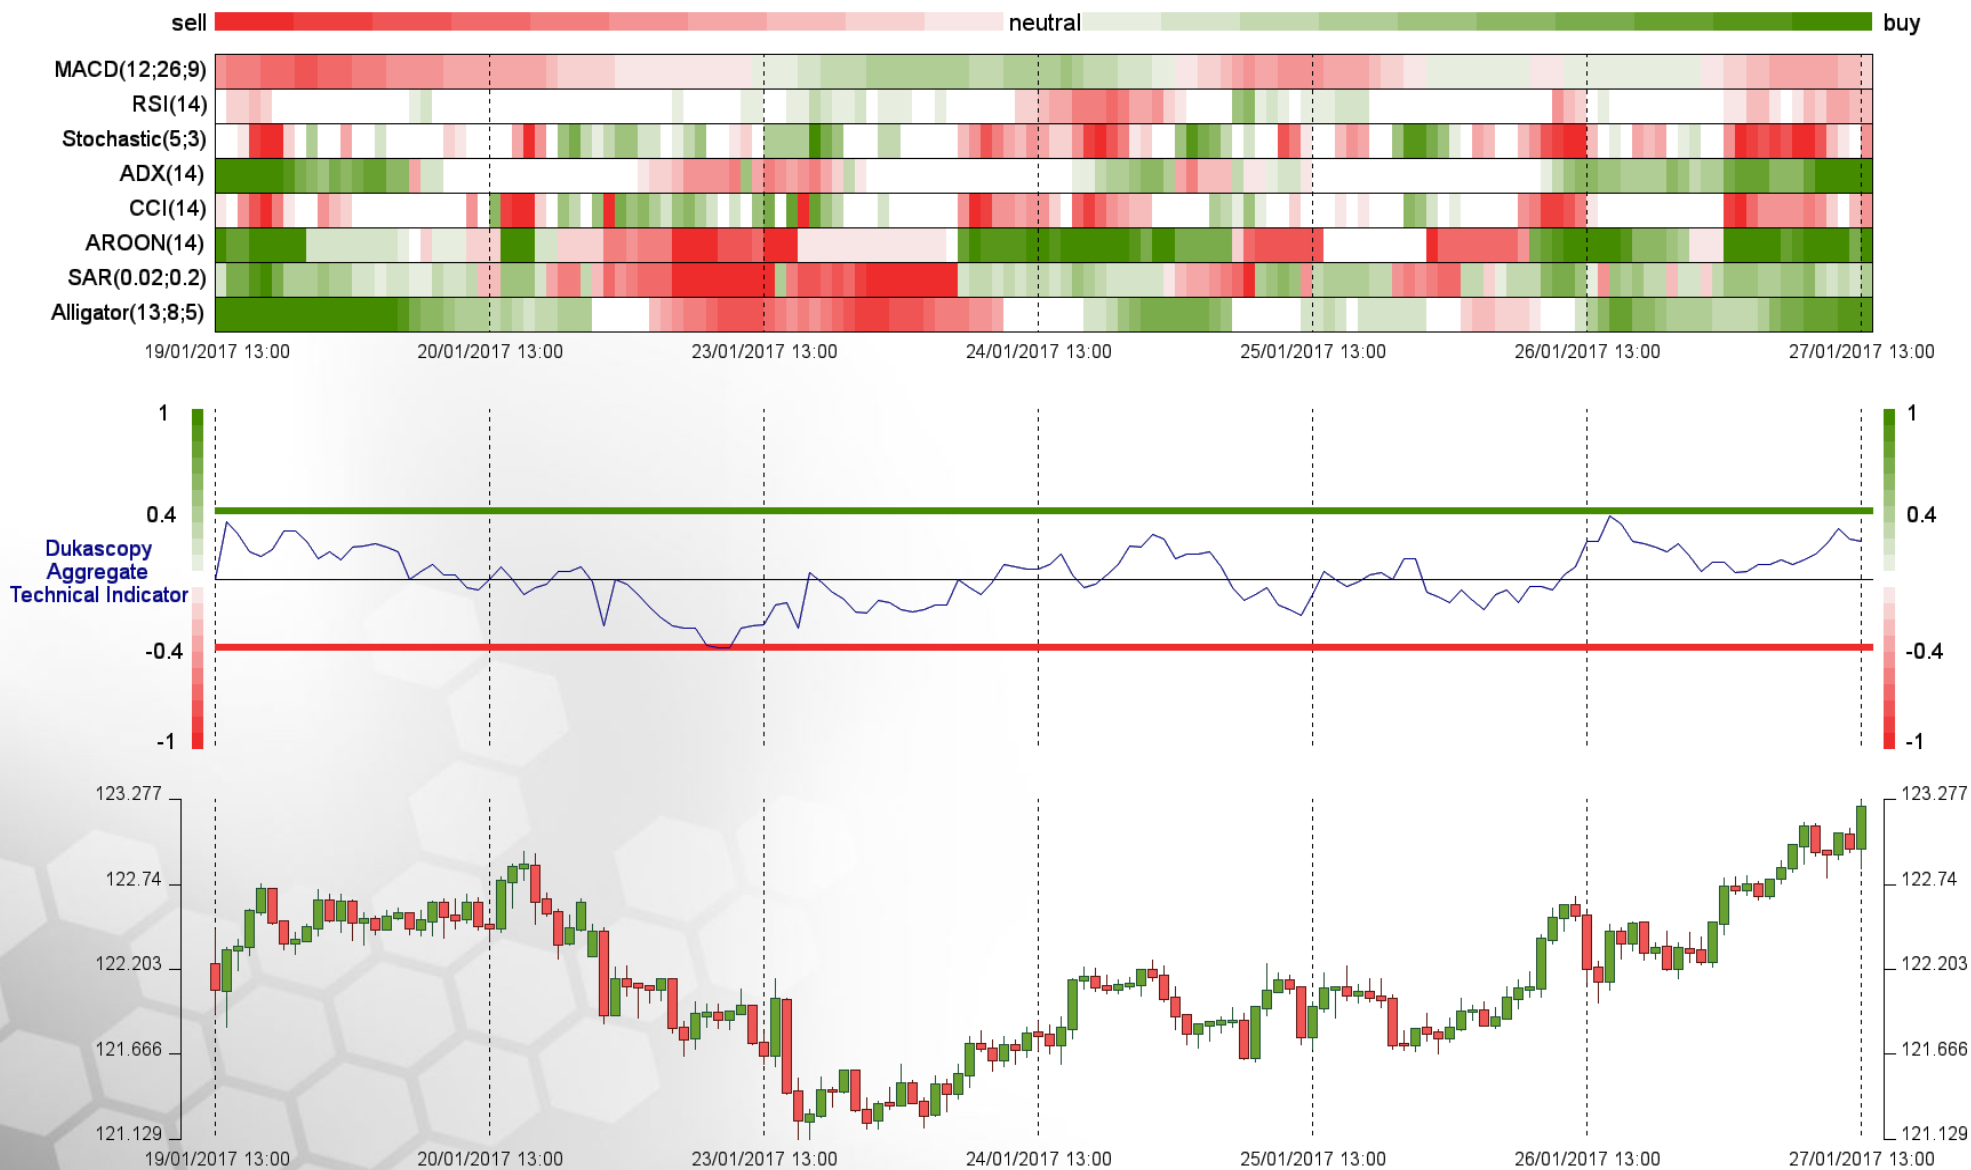 sell neutral buy
MACD(12;26;9)
RSI(14)
Stochastic(5;3)
ADX(14)
CCI(14)
AROON(14)
SAR(0.02;0.2)
Alligator(13;8;5)
19/01/2017 13:00 20/01/2017 13:00 23/01/2017 13:00 24/01/2017 13:00 25/01/2017 13:00 26/01/2017 13:00 27/01/2017 13:00
1 1
0.4 0.4
Dukascopy
Aggregate
Technical Indicator
-0.4 -0.4
-1 -1
123.277 123.277
122.74 122.74
122.203 122.203
121.666 121.666
121.129 121.129
19/01/2017 13:00 20/01/2017 13:00 23/01/2017 13:00 24/01/2017 13:00 25/01/2017 13:00 26/01/2017 13:00 27/01/2017 13:00